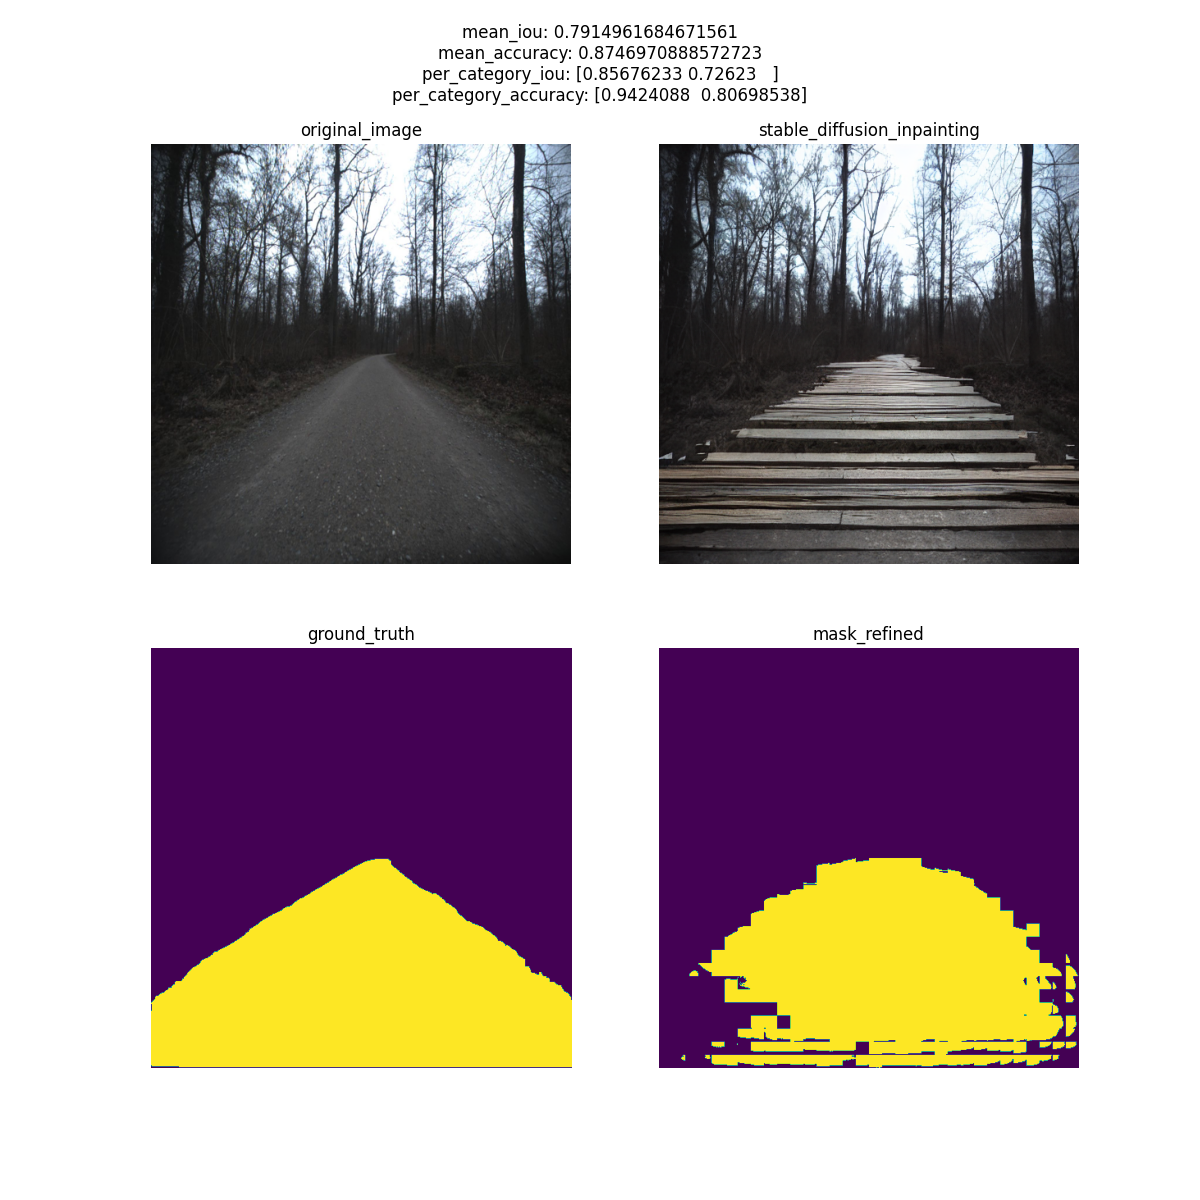 mean_iou: 0.7914961684671561
mean_accuracy: 0.8746970888572723
per_category_iou: [0.85676233 0.72623   ]
per_category_accuracy: [0.9424088  0.80698538]
original_image
stable_diffusion_inpainting
ground_truth
mask_refined